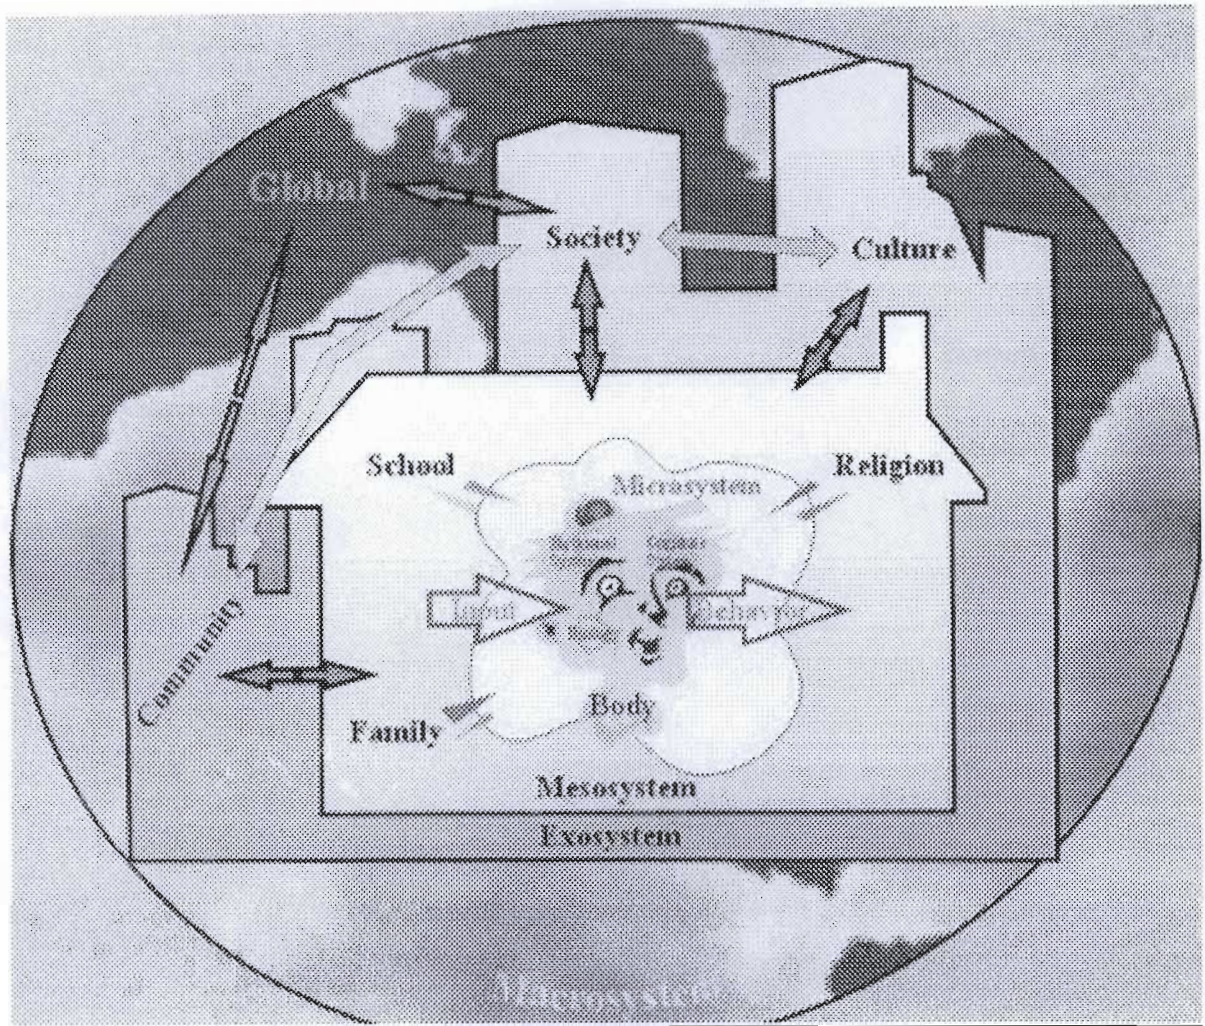 Global
Society
Culture
School
Religion
Microsystem
Input
Behavior
Community
Body
Family
Mesosystem
Exosystem
Macrosystem